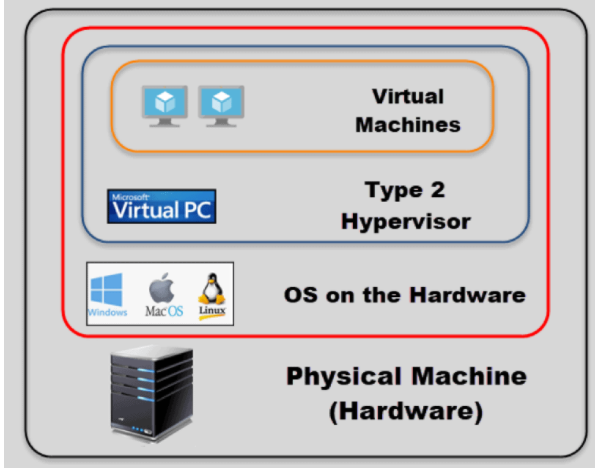 Virtual
Machines
Microsoft
Virtual PC
Type 2
Hypervisor
Windows
Mac OS
Linux
OS on the Hardware
Physical Machine
(Hardware)